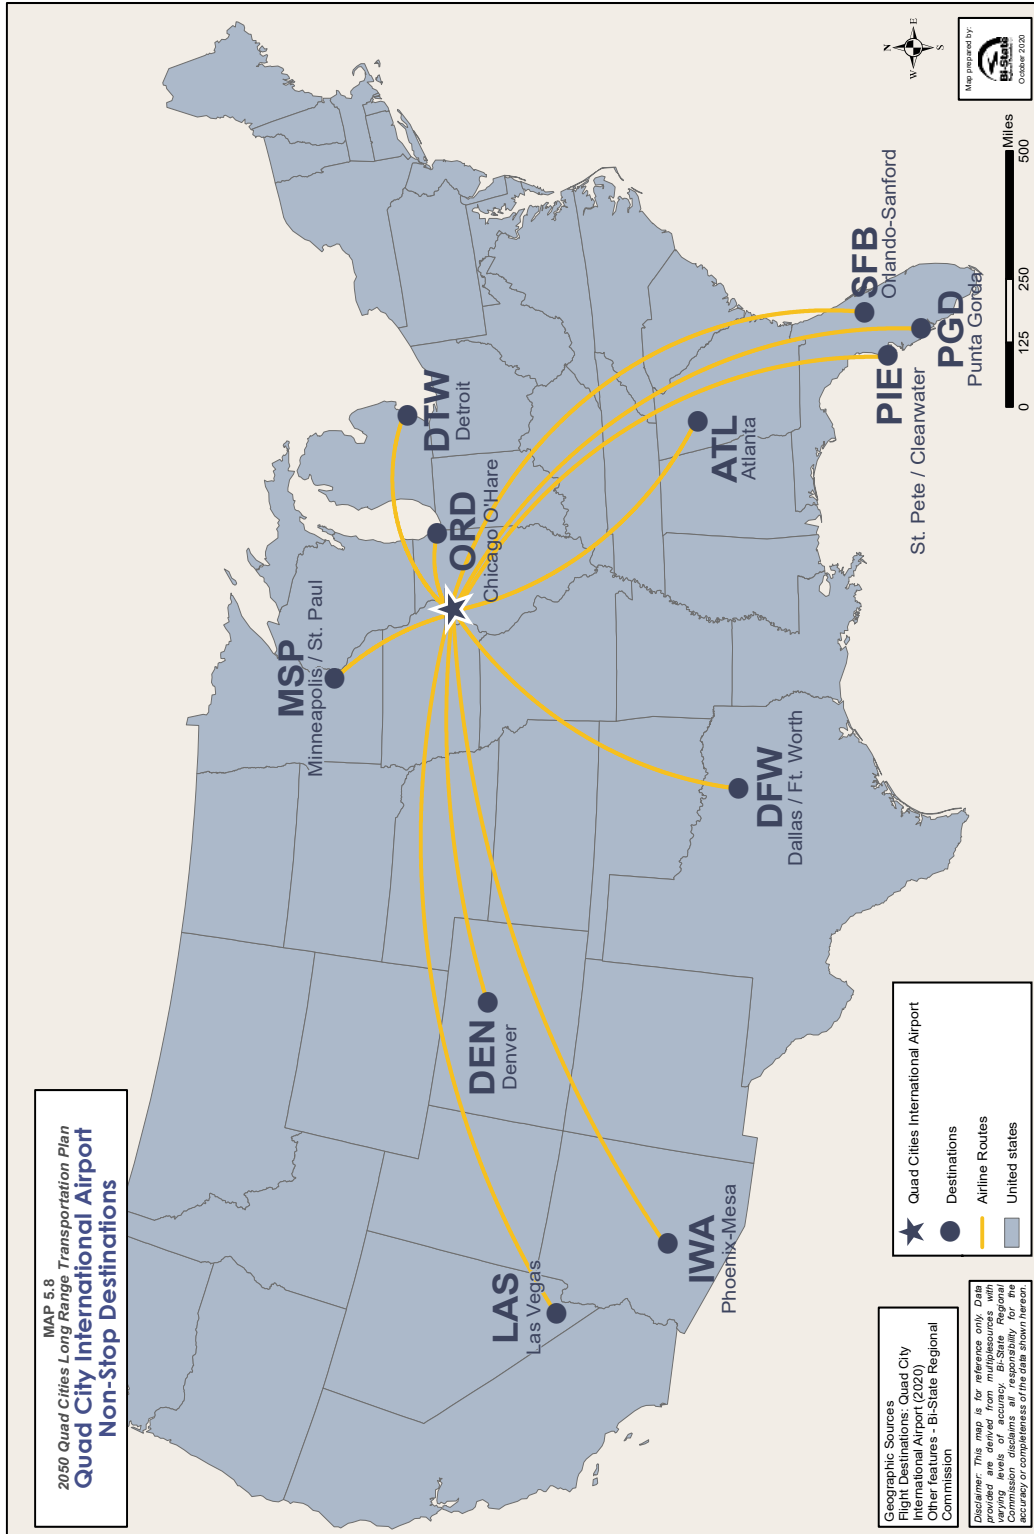 MAP 5.8
2050 Quad Cities Long Range Transportation Plan
Quad City International Airport
Non-Stop Destinations
MSP
Minneapolis / St. Paul
DTW
Detroit
ORD
Chicago O'Hare
DEN
Denver
LAS
Las Vegas
IWA
Phoenix-Mesa
DFW
Dallas / Ft. Worth
ATL
Atlanta
SFB
Orlando-Sanford
PIE
St. Pete / Clearwater
PGD
Punta Gorda
Geographic Sources
Flight Destinations: Quad City
International Airport (2020)
Other features - Bi-State Regional
Commission
Disclaimer: This map is for reference only. Data
provided are derived from multiplesources with
varying levels of accuracy. Bi-State Regional
Commission disclaims all responsibility for the
accuracy or completeness of the data shown hereon.
Quad Cities International Airport
Destinations
Airline Routes
United states
0 125 250 500
Miles
N
W E
S
Map prepared by:
Bi-State
October 2020